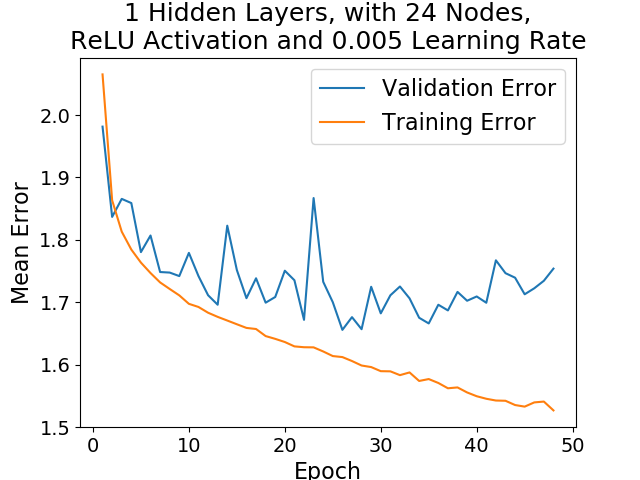 1 Hidden Layers, with 24 Nodes,
ReLU Activation and 0.005 Learning Rate
Validation Error
Training Error
Mean Error
2.0
1.9
1.8
1.7
1.6
1.5
0 10 20 30 40 50
Epoch